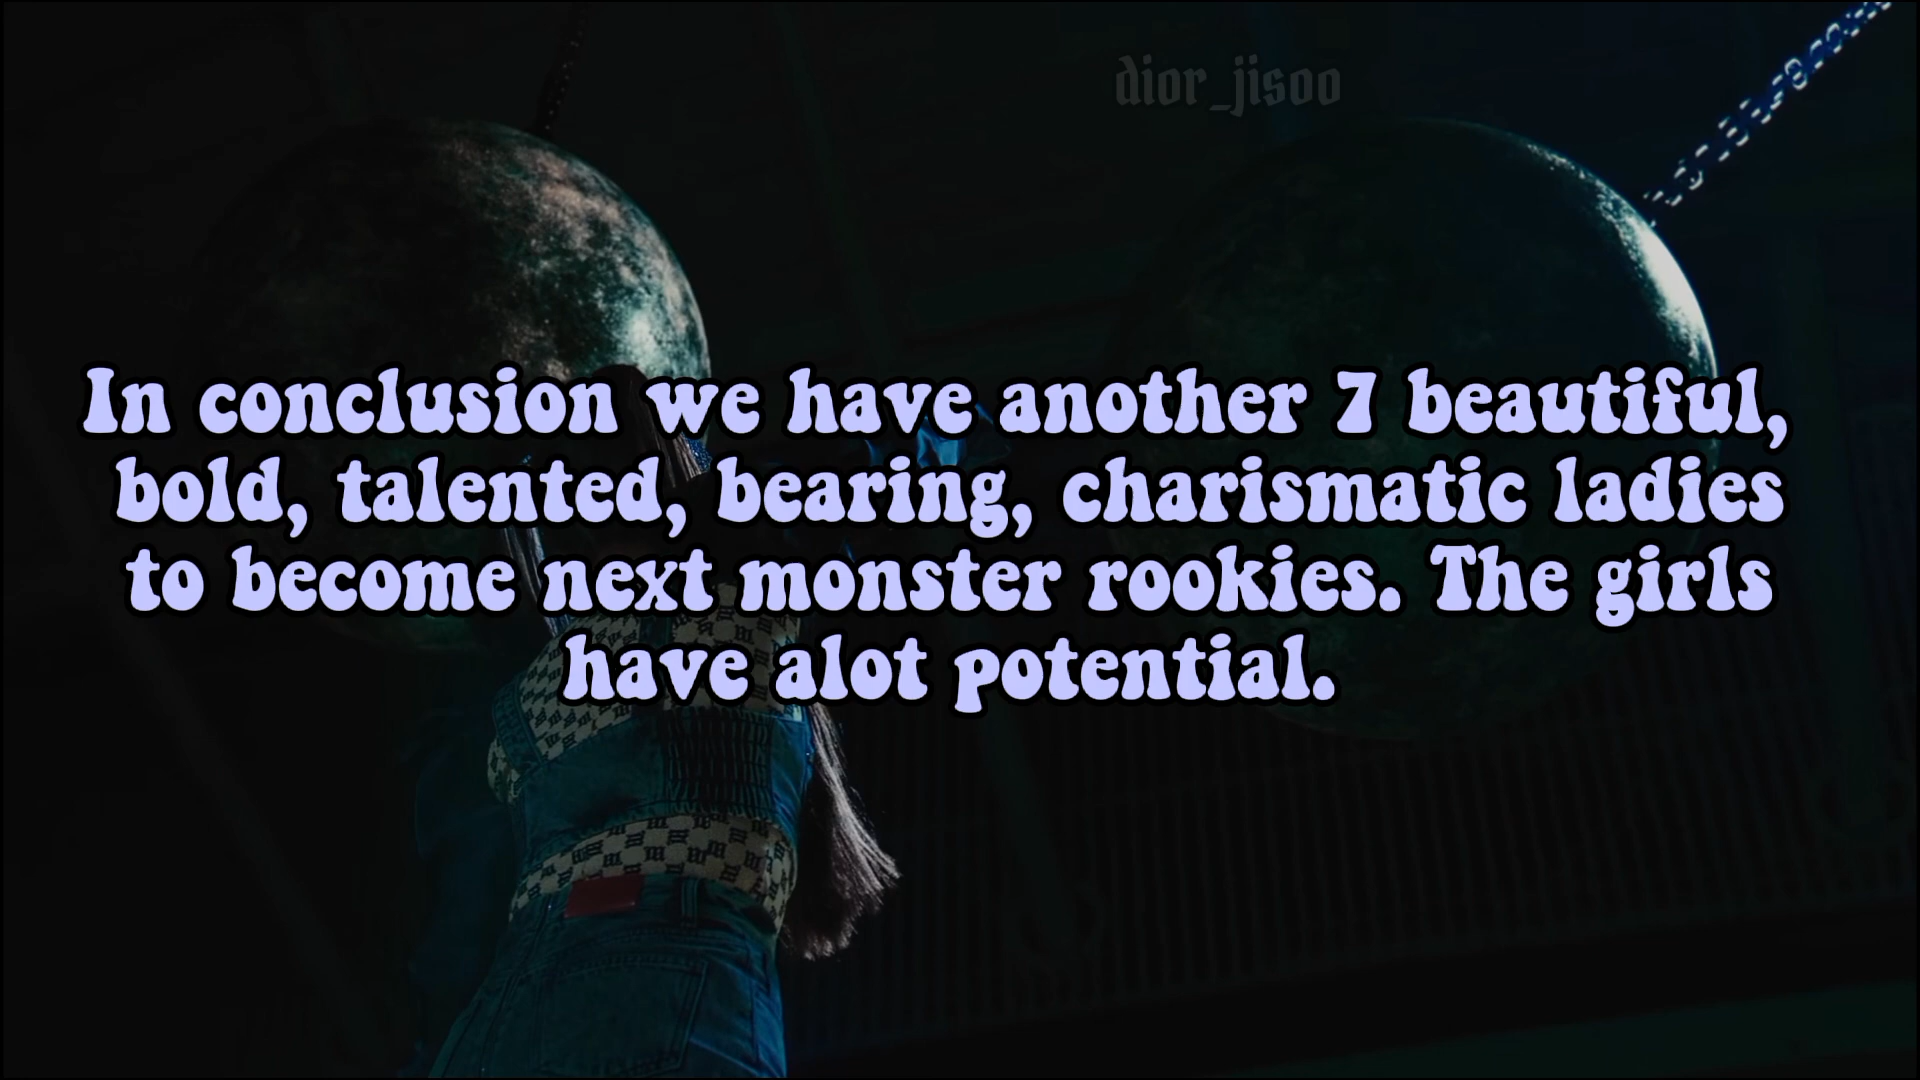 dior_jisoo
In conclusion we have another 7 beautiful,
bold, talented, bearing, charismatic ladies
to become next monster rookies. The girls
have alot potential.